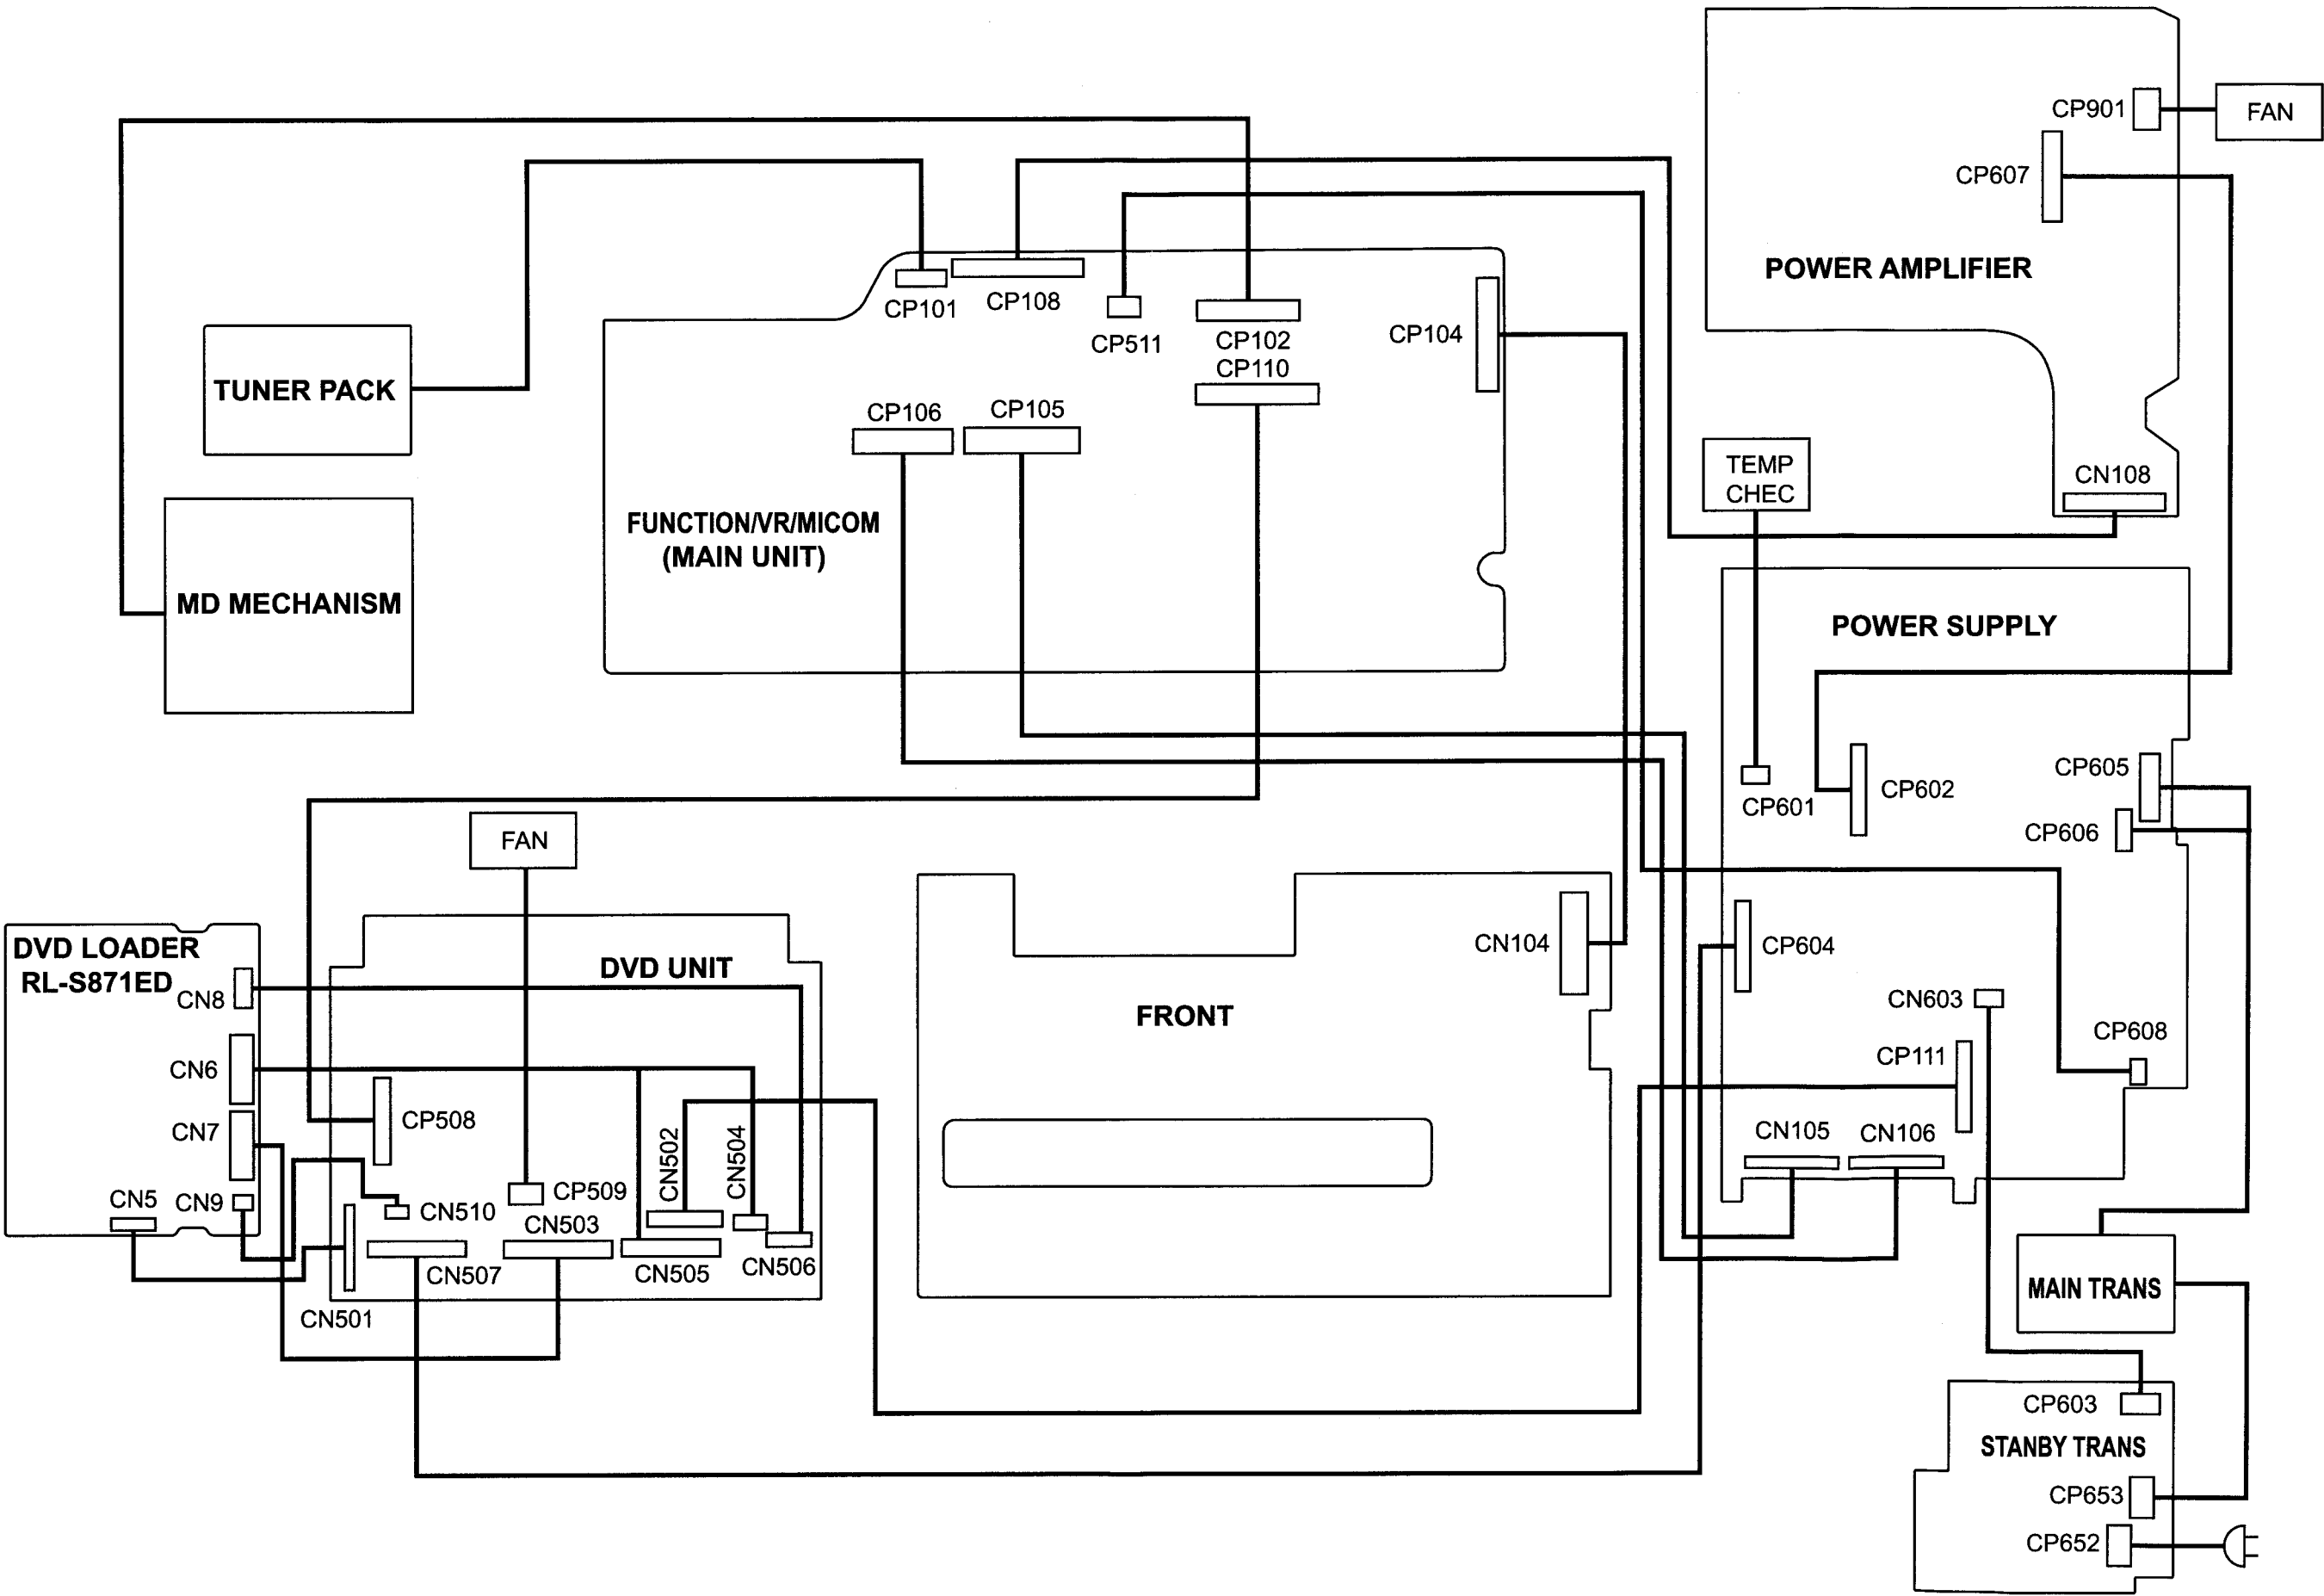 CP901
FAN
CP607
POWER AMPLIFIER
CP101
CP108
CP511
CP102
CP104
CP110
TUNER PACK
CP106
CP105
TEMP
CHEC
CN108
FUNCTION/VR/MICOM
(MAIN UNIT)
MD MECHANISM
POWER SUPPLY
CP605
CP601
CP602
CP606
FAN
DVD LOADER
RL-S871ED
DVD UNIT
CN8
CN104
CP604
CN603
FRONT
CP608
CN6
CP111
CP508
CN7
CN502
CN504
CN105
CN106
CN5
CN9
CP509
CN510
CN503
CN507
CN505
CN506
CN501
MAIN TRANS
CP603
STANBY TRANS
CP653
CP652